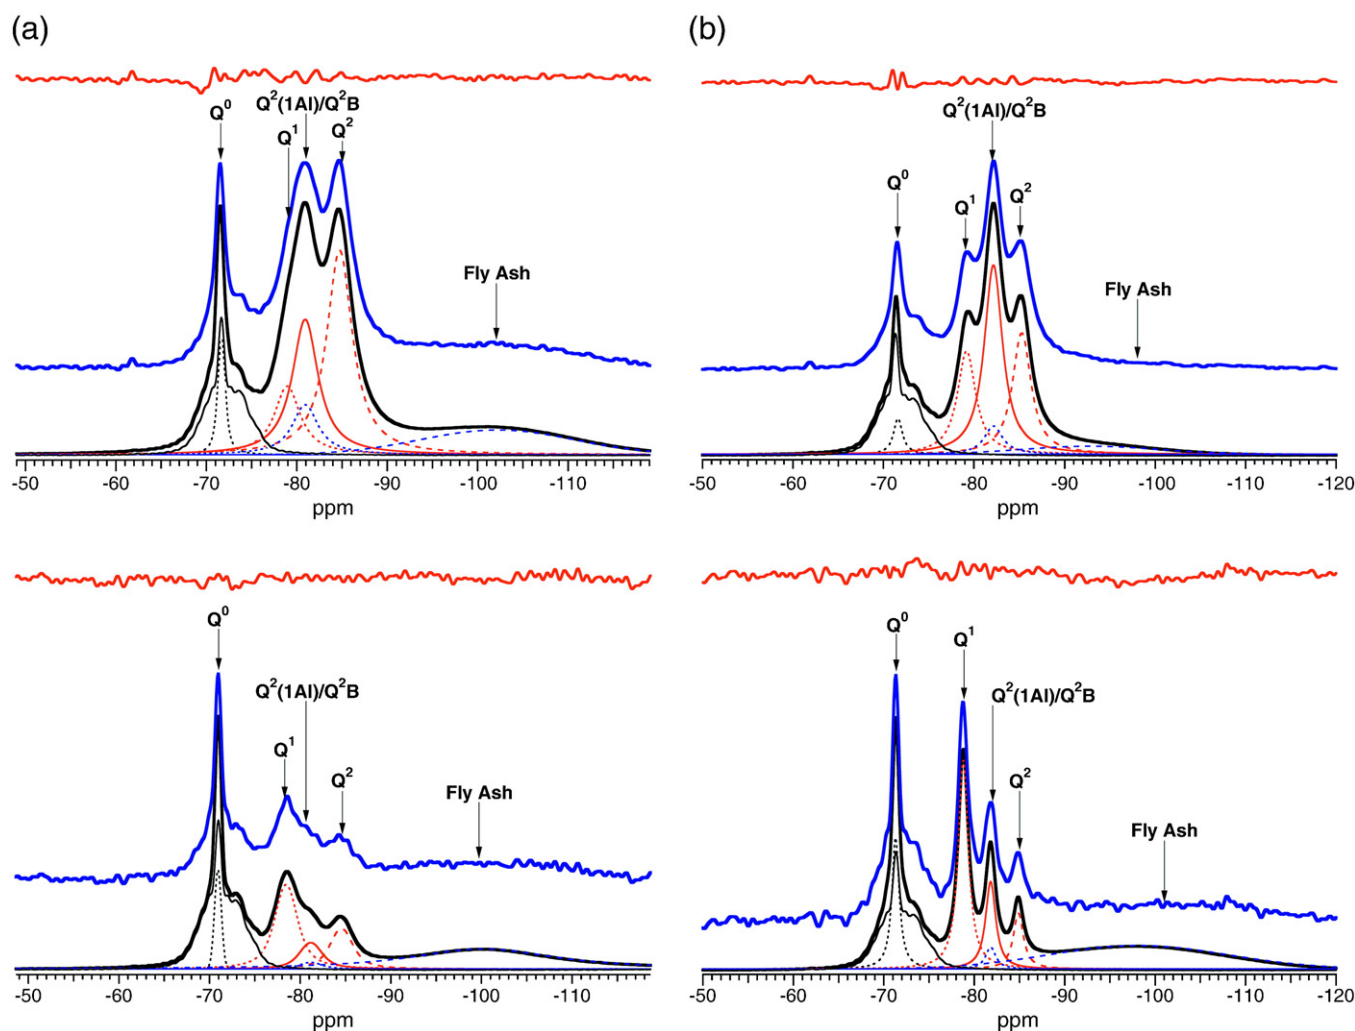 (a)
Q⁰
Q¹
Q²(1Al)/Q²B
Q²
Fly Ash
-50 -60 -70 -80 -90 -100 -110
ppm
(b)
Q⁰
Q¹
Q²(1Al)/Q²B
Q²
Fly Ash
-50 -60 -70 -80 -90 -100 -110 -120
ppm
Q⁰
Q²(1Al)/Q²B
Q¹
Q²
Fly Ash
-50 -60 -70 -80 -90 -100 -110
ppm
Q⁰
Q¹
Q²(1Al)/Q²B
Q²
Fly Ash
-50 -60 -70 -80 -90 -100 -110 -120
ppm